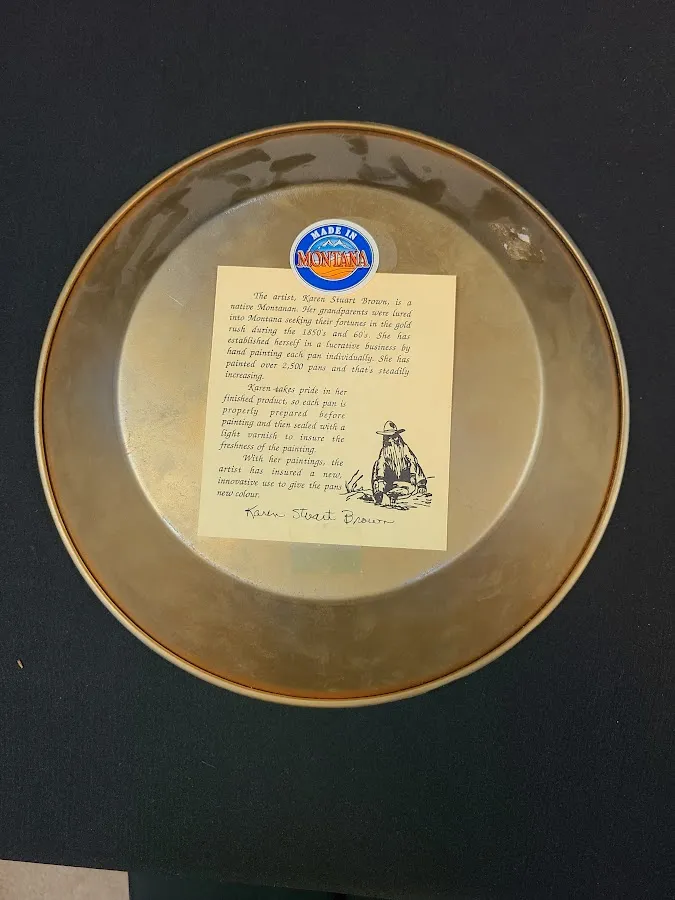 MADE IN
MONTANA
The artist, Karen Stuart Brown, is a
native Montanan. Her grandparents were lured
into Montana seeking their fortunes in the gold
rush during the 1850's and 60's. She has
established herself in a lucrative business by
hand painting each pan individually. She has
painted over 2,500 pans and that's steadily
increasing.
Karen takes pride in her
finished product, so each pan is
properly prepared before
painting and then sealed with a
light varnish to insure the
freshness of the painting.
With her paintings, the
artist has insured a new,
innovative use to give the pans
new colour.
Karen Stuart Brown